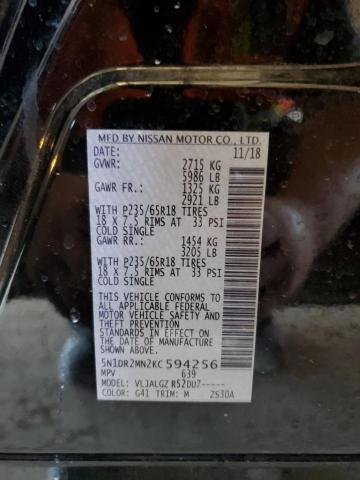 MFD BY NISSAN MOTOR CO., LTD.
DATE: 11/18
GVWR: 2715 KG
5986 LB
GAWR FR.: 1325 KG
2921 LB
WITH P235/65R18 TIRES
18 X 7.5 RIMS AT 33 PSI
COLD SINGLE
GAWR RR.: 1454 KG
3205 LB
WITH P235/65R18 TIRES
18 X 7.5 RIMS AT 33 PSI
COLD SINGLE
THIS VEHICLE CONFORMS TO
ALL APPLICABLE FEDERAL
MOTOR VEHICLE SAFETY AND
THEFT PREVENTION
STANDARDS IN EFFECT ON
THE DATE OF MANUFACTURE
SHOWN ABOVE.
5N1DR2MN2KC594256
MPV 639
MODEL: VLJALGZ R52DU7-----
COLOR: G41 TRIM: M ZS30A